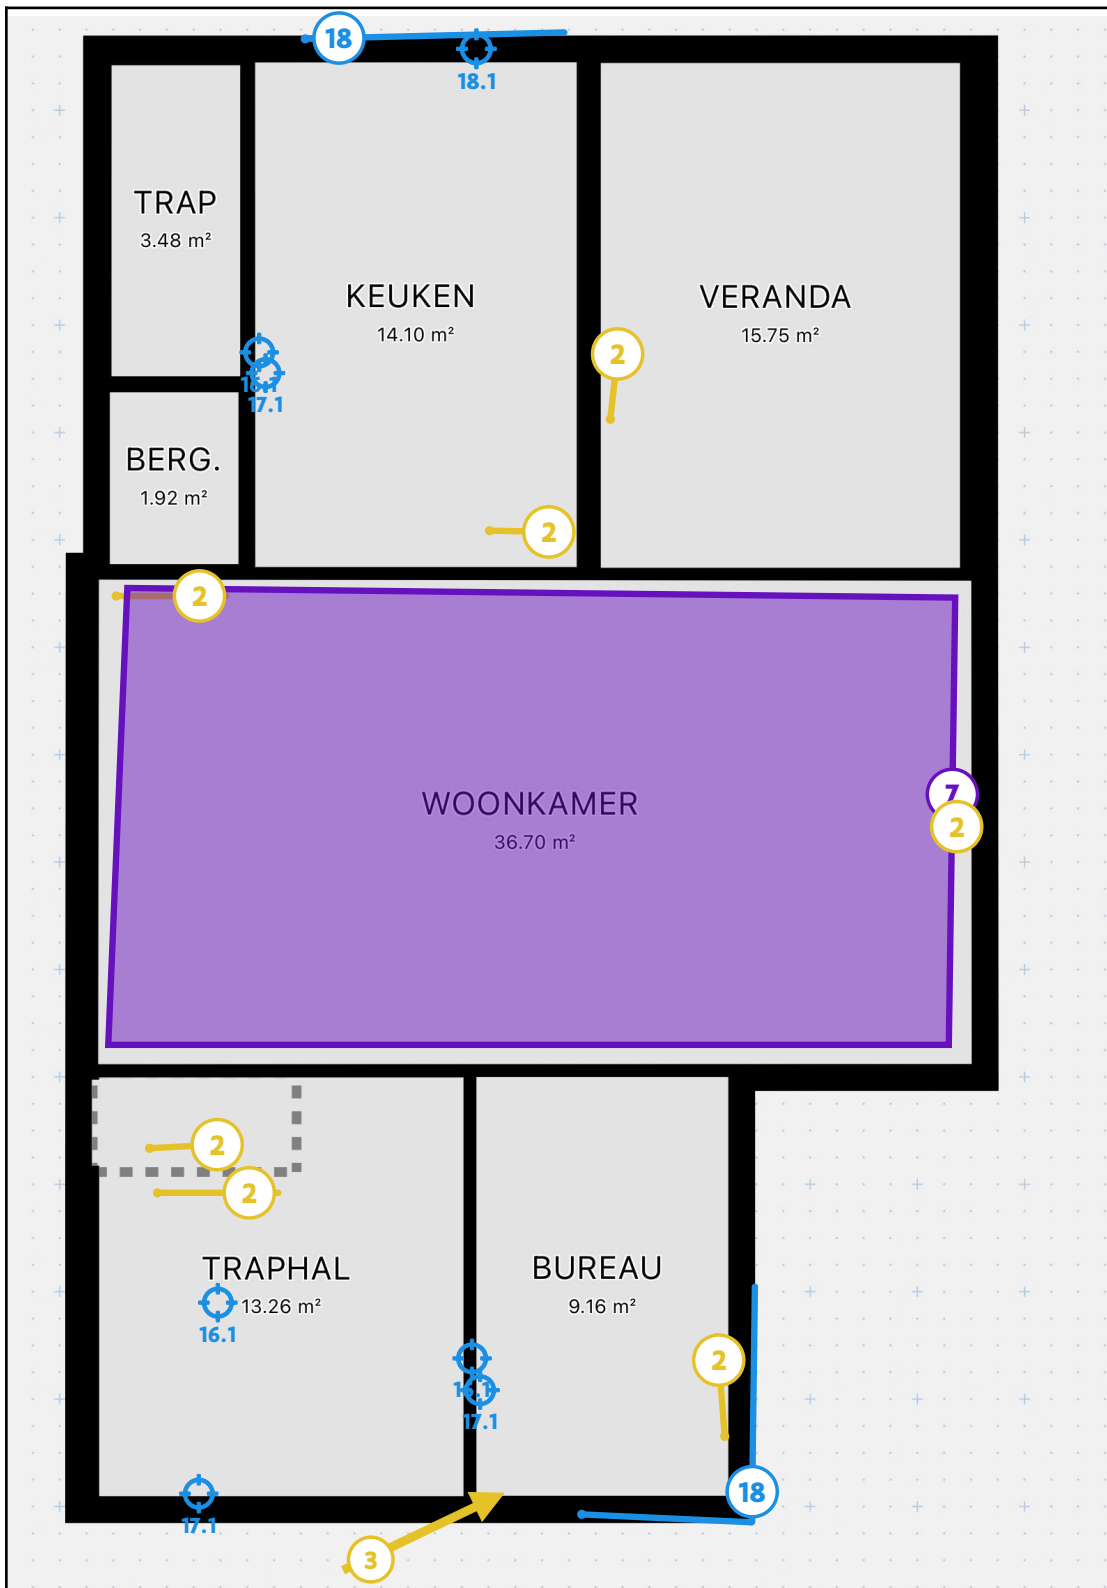 18
18.1
TRAP
3.48 m²
KEUKEN
14.10 m²
VERANDA
15.75 m²
2
17.1
BERG.
1.92 m²
2
2
WOONKAMER
36.70 m²
7
2
2
2
TRAPHAL
13.26 m²
16.1
BUREAU
9.16 m²
2
17.1
18
17.1
3